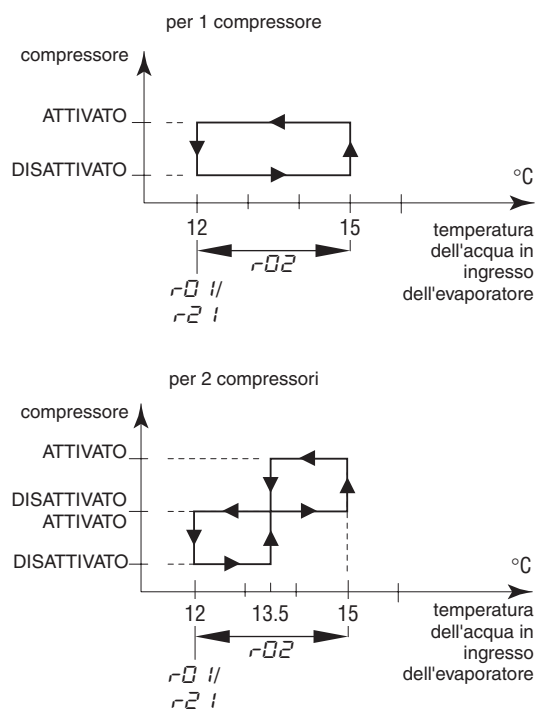 per 1 compressore
compressore
ATTIVATO
DISATTIVATO
°C
12
15
temperatura
dell'acqua in
ingresso
dell'evaporatore
r02
r01/
r21
per 2 compressori
compressore
ATTIVATO
DISATTIVATO
ATTIVATO
DISATTIVATO
°C
12
13.5
15
temperatura
dell'acqua in
ingresso
dell'evaporatore
r02
r01/
r21